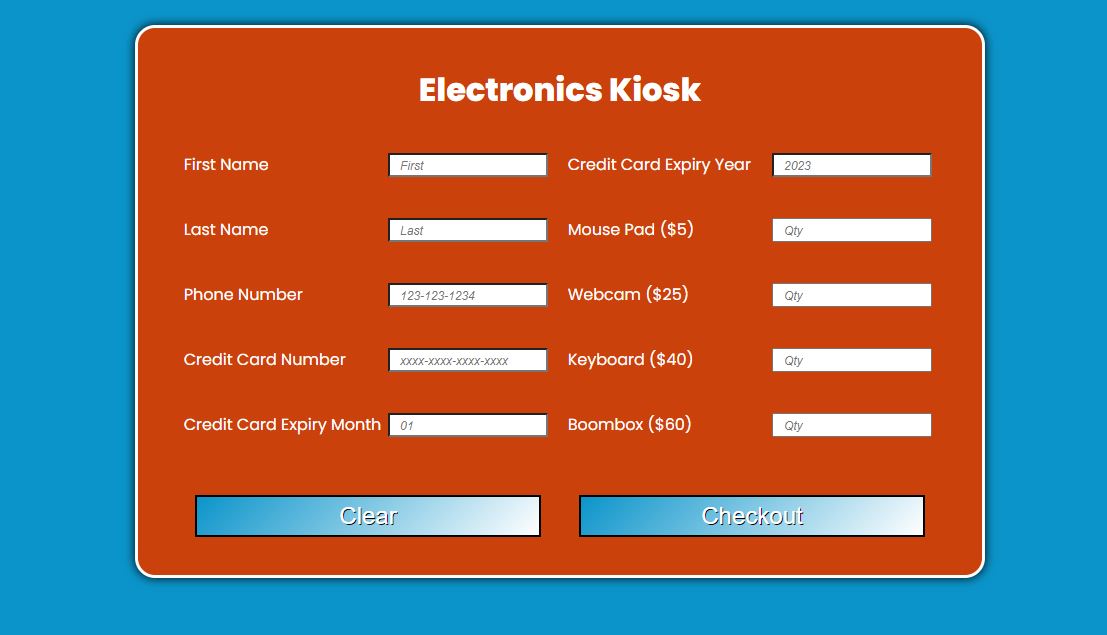 Electronics Kiosk
First Name First Credit Card Expiry Year 2023
Last Name Last Mouse Pad ($5) Qty
Phone Number 123-123-1234 Webcam ($25) Qty
Credit Card Number xxxx-xxxx-xxxx-xxxx Keyboard ($40) Qty
Credit Card Expiry Month 01 Boombox ($60) Qty
Clear Checkout